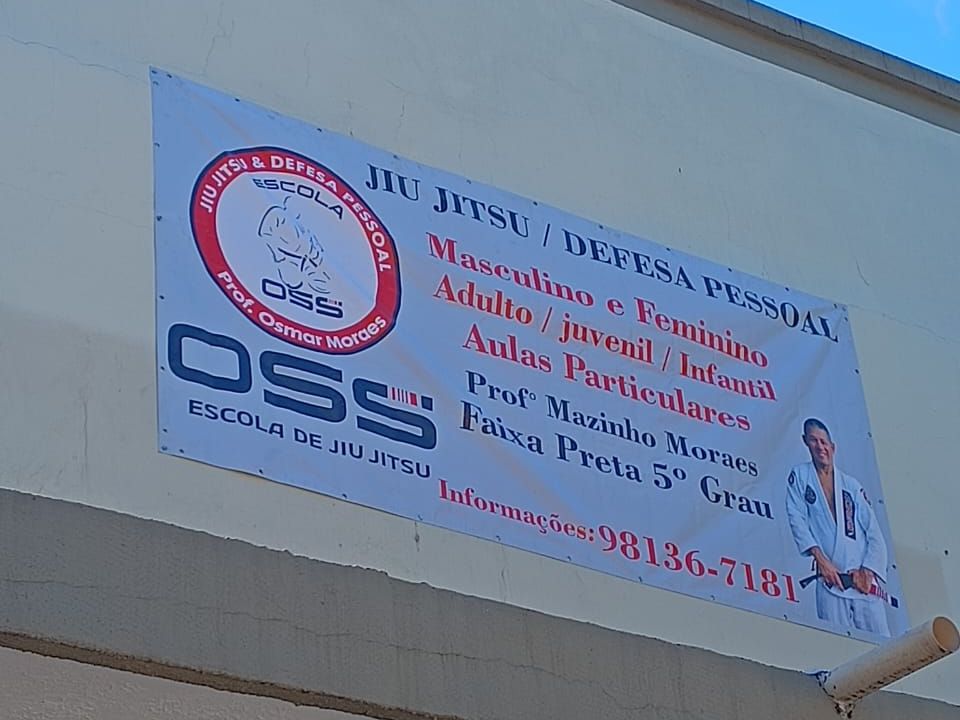 JIU JITSU & DEFESA PESSOAL
ESCOLA
OSS
Prof. Osmar Moraes
OSS
ESCOLA DE JIU JITSU
JIU JITSU / DEFESA PESSOAL
Masculino e Feminino
Adulto / juvenil / Infantil
Aulas Particulares
Prof° Mazinho Moraes
Faixa Preta 5º Grau
Informações: 98136-7181